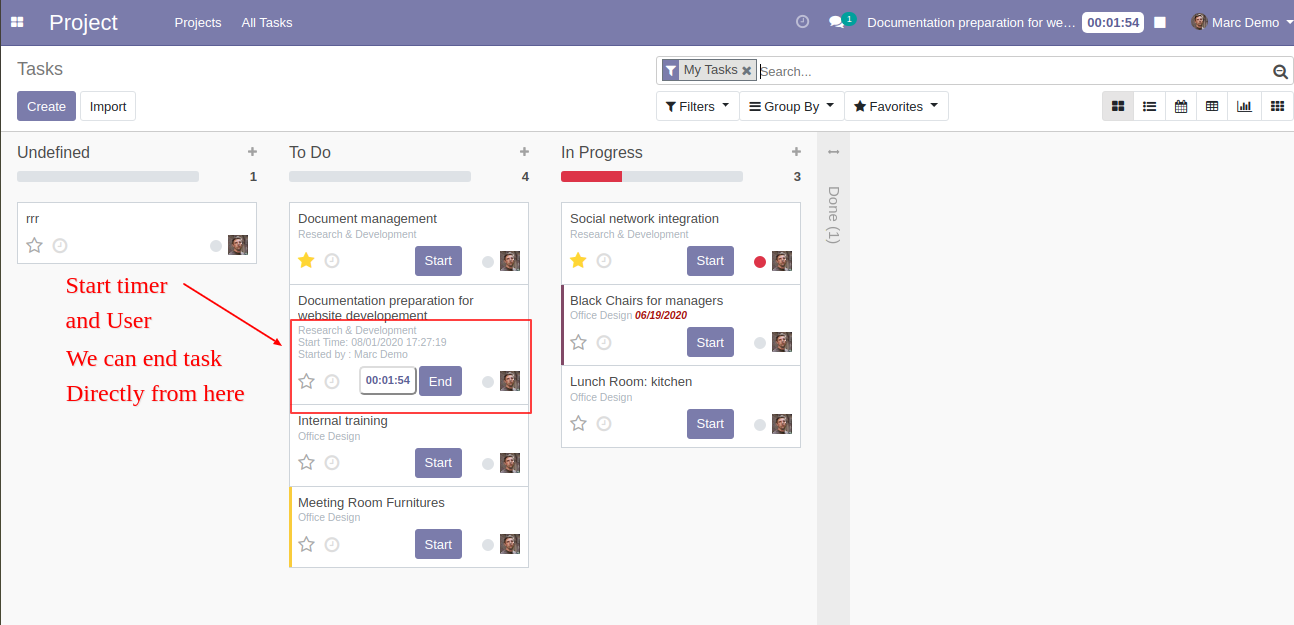 Project
Projects
All Tasks
1
Documentation preparation for we…
00:01:54
Marc Demo
Tasks
My Tasks
Search...
Create
Import
Filters
Group By
Favorites
Undefined
1
rrr
To Do
4
Document management
Research & Development
Start
Documentation preparation for
website developement
Research & Development
Start Time: 08/01/2020 17:27:19
Started by : Marc Demo
00:01:54
End
Internal training
Office Design
Start
Meeting Room Furnitures
Office Design
Start
In Progress
3
Social network integration
Research & Development
Start
Black Chairs for managers
Office Design 06/19/2020
Start
Lunch Room: kitchen
Office Design
Start
Done (1)
Start timer
and User
We can end task
Directly from here